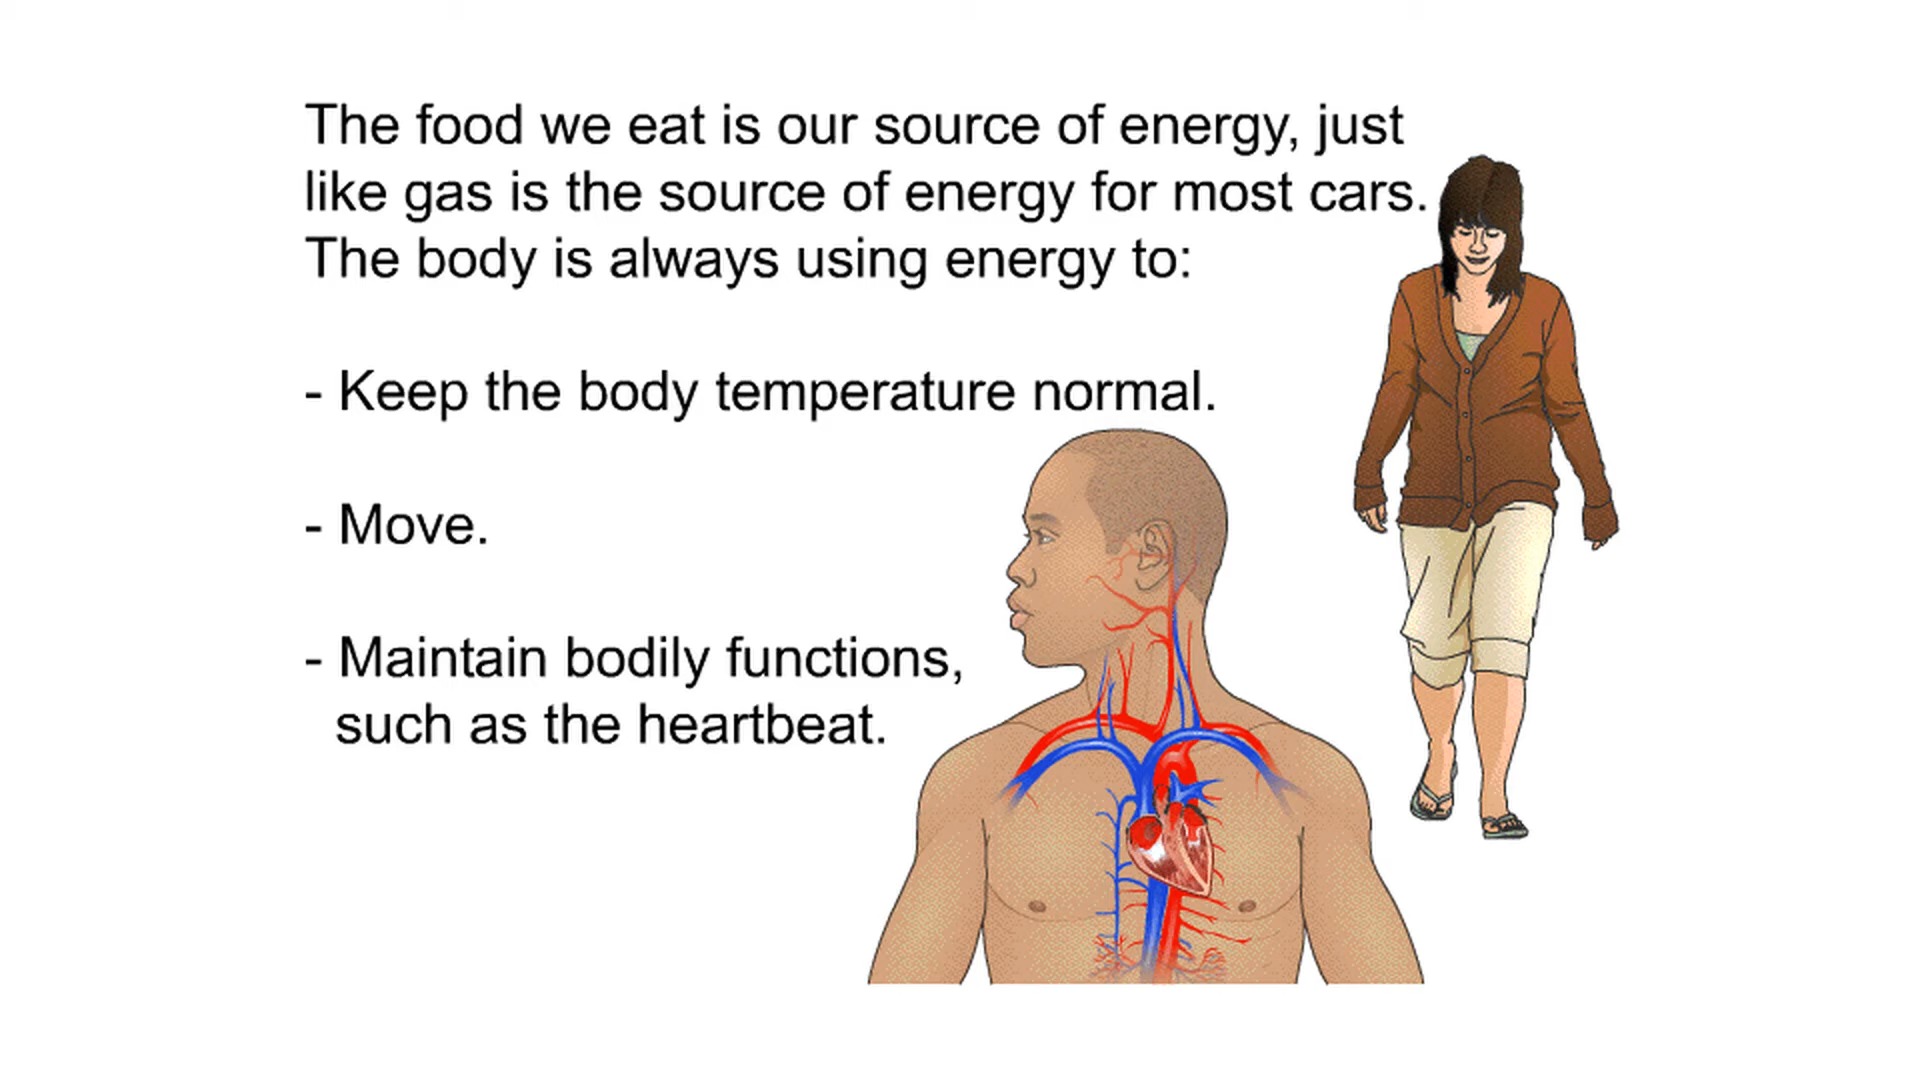 The food we eat is our source of energy, just
like gas is the source of energy for most cars.
The body is always using energy to:
- Keep the body temperature normal.
- Move.
- Maintain bodily functions,
such as the heartbeat.